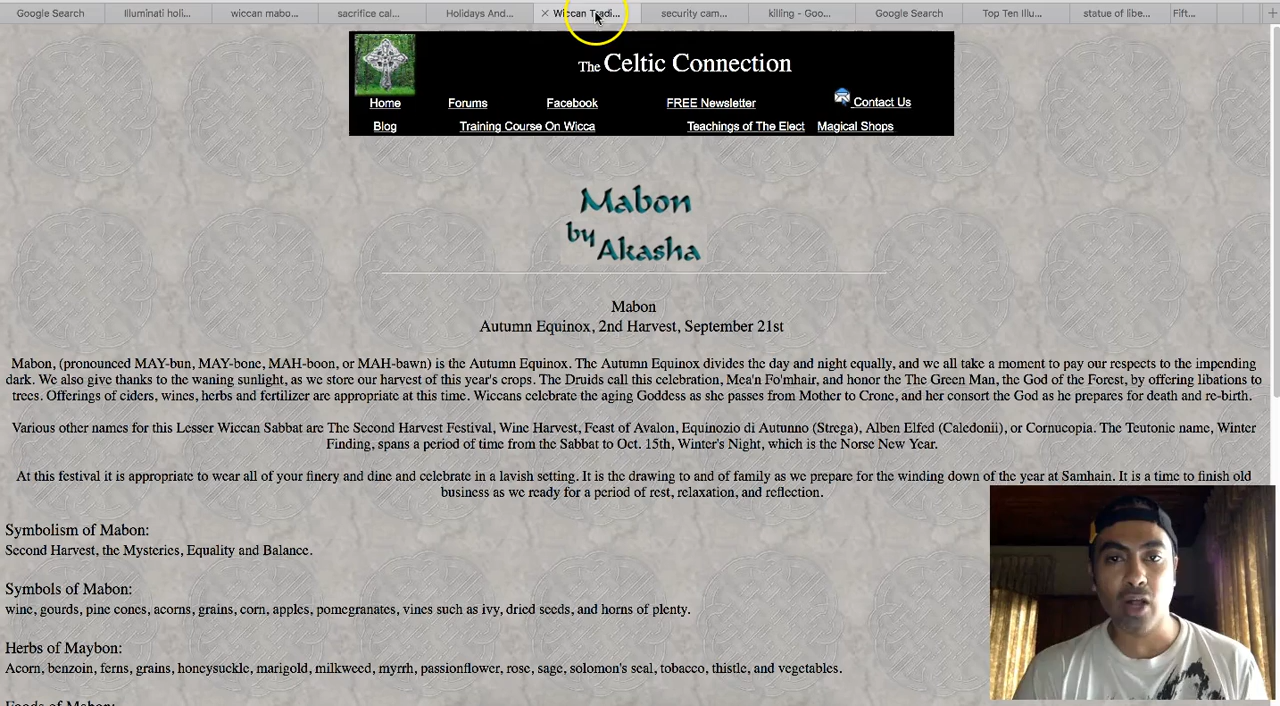 Google Search Illuminati holi... wiccan mabo... sacrifice cal... Holidays And... Wiccan Tradi... security cam... killing - Goo... Google Search Top Ten Illu... statue of libe... Fift...
The Celtic Connection
Home Forums Facebook FREE Newsletter Contact Us
Blog Training Course On Wicca Teachings of The Elect Magical Shops
Mabon
by Akasha
Mabon
Autumn Equinox, 2nd Harvest, September 21st
Mabon, (pronounced MAY-bun, MAY-bone, MAH-boon, or MAH-bawn) is the Autumn Equinox. The Autumn Equinox divides the day and night equally, and we all take a moment to pay our respects to the impending
dark. We also give thanks to the waning sunlight, as we store our harvest of this year's crops. The Druids call this celebration, Mea'n Fo'mhair, and honor the The Green Man, the God of the Forest, by offering libations to
trees. Offerings of ciders, wines, herbs and fertilizer are appropriate at this time. Wiccans celebrate the aging Goddess as she passes from Mother to Crone, and her consort the God as he prepares for death and re-birth.
Various other names for this Lesser Wiccan Sabbat are The Second Harvest Festival, Wine Harvest, Feast of Avalon, Equinozio di Autunno (Strega), Alben Elfed (Caledonii), or Cornucopia. The Teutonic name, Winter
Finding, spans a period of time from the Sabbat to Oct. 15th, Winter's Night, which is the Norse New Year.
At this festival it is appropriate to wear all of your finery and dine and celebrate in a lavish setting. It is the drawing to and of family as we prepare for the winding down of the year at Samhain. It is a time to finish old
business as we ready for a period of rest, relaxation, and reflection.
Symbolism of Mabon:
Second Harvest, the Mysteries, Equality and Balance.
Symbols of Mabon:
wine, gourds, pine cones, acorns, grains, corn, apples, pomegranates, vines such as ivy, dried seeds, and horns of plenty.
Herbs of Maybon:
Acorn, benzoin, ferns, grains, honeysuckle, marigold, milkweed, myrrh, passionflower, rose, sage, solomon's seal, tobacco, thistle, and vegetables.